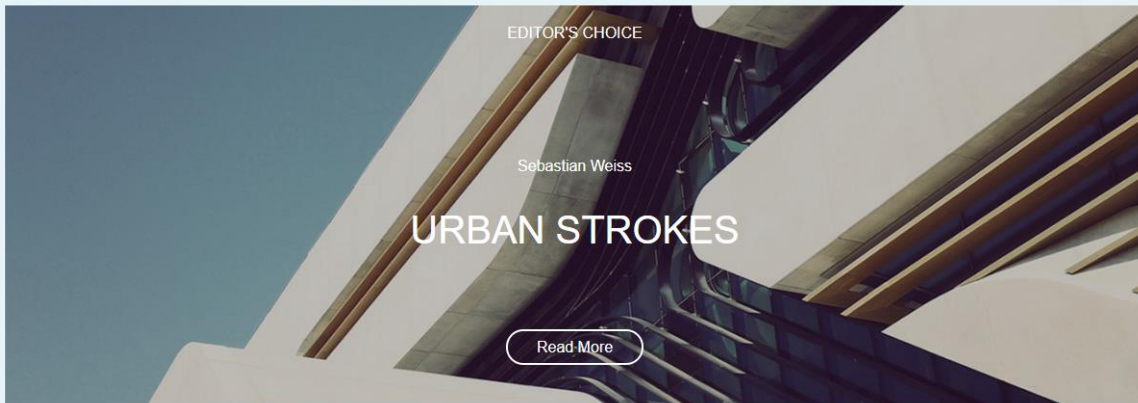 EDITOR'S CHOICE
Sebastian Weiss
URBAN STROKES
Read More